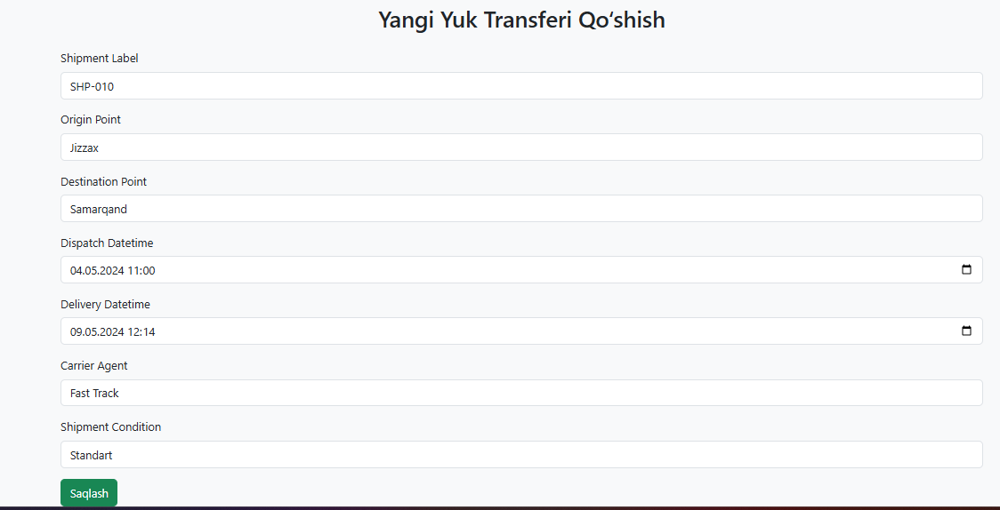 Yangi Yuk Transferi Qo‘shish
Shipment Label
SHP-010
Origin Point
Jizzax
Destination Point
Samarqand
Dispatch Datetime
04.05.2024 11:00
Delivery Datetime
09.05.2024 12:14
Carrier Agent
Fast Track
Shipment Condition
Standart
Saqlash